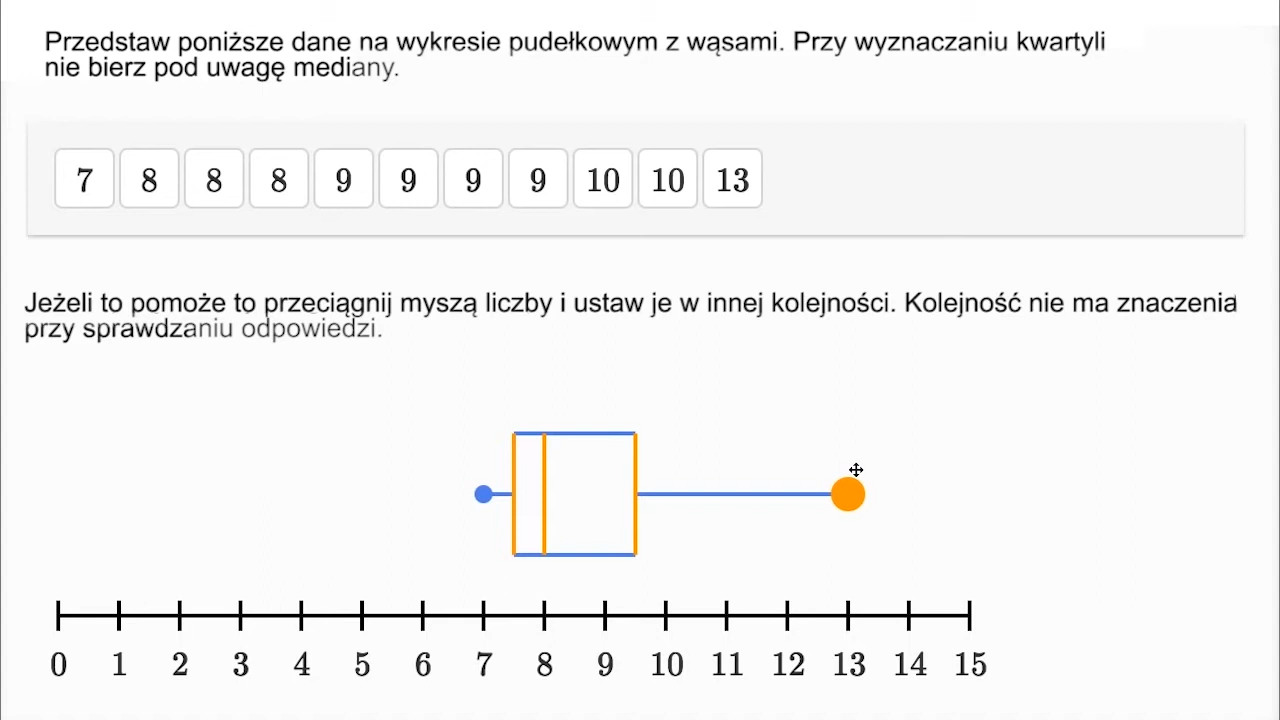 Przedstaw poniższe dane na wykresie pudełkowym z wąsami. Przy wyznaczaniu kwartyli
nie bierz pod uwagę mediany.
7 8 8 8 9 9 9 9 10 10 13
Jeżeli to pomoże to przeciągnij myszą liczby i ustaw je w innej kolejności. Kolejność nie ma znaczenia
przy sprawdzaniu odpowiedzi.
0 1 2 3 4 5 6 7 8 9 10 11 12 13 14 15